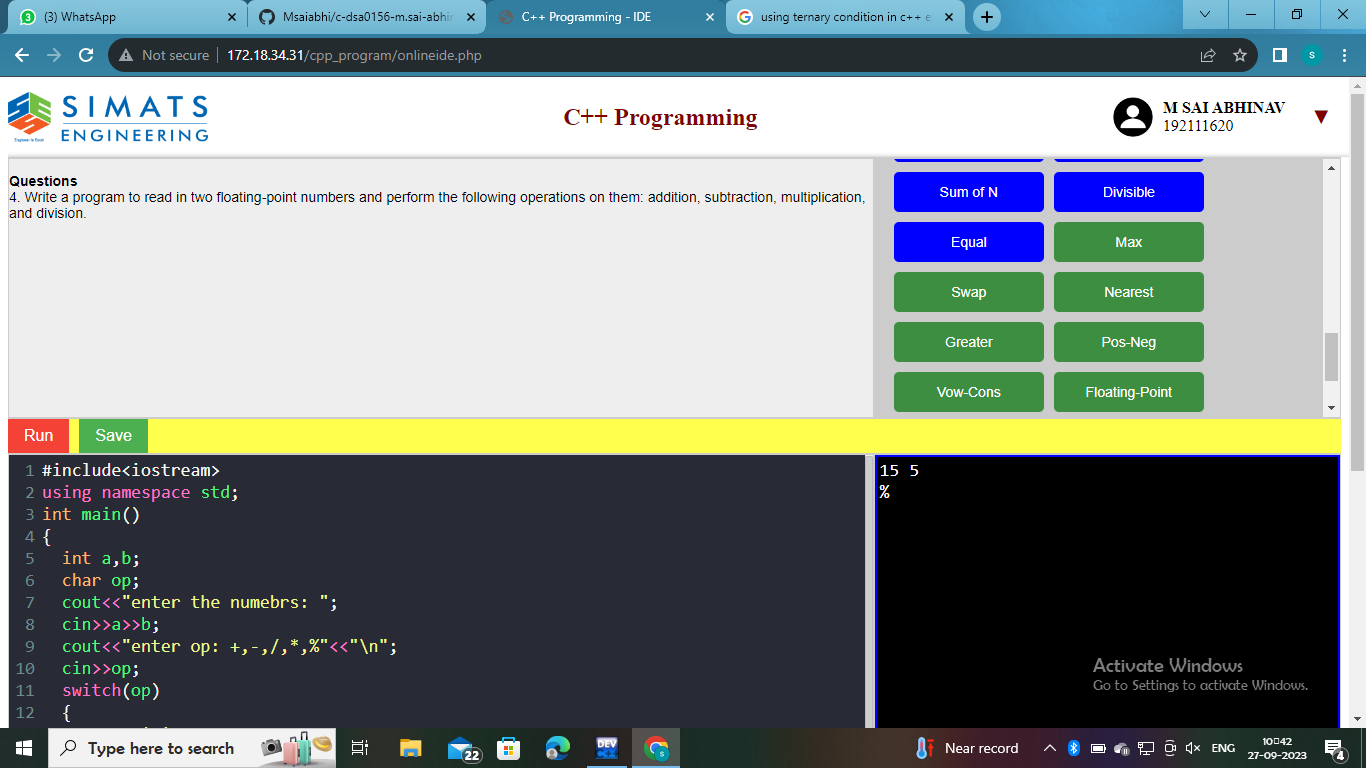 (3) WhatsApp
Msaiabhi/c-dsa0156-m.sai-abhin
C++ Programming - IDE
using ternary condition in c++ e
Not secure
172.18.34.31/cpp_program/onlineide.php
S
SIMATS
ENGINEERING
Engineer to Excel
C++ Programming
M SAI ABHINAV
192111620
Questions
4. Write a program to read in two floating-point numbers and perform the following operations on them: addition, subtraction, multiplication,
and division.
Sum of N
Divisible
Equal
Max
Swap
Nearest
Greater
Pos-Neg
Vow-Cons
Floating-Point
Run
Save
1 #include<iostream>
2 using namespace std;
3 int main()
4 {
5 int a,b;
6 char op;
7 cout<<"enter the numebrs: ";
8 cin>>a>>b;
9 cout<<"enter op: +,-,/,*,%"<<"\n";
10 cin>>op;
11 switch(op)
12 {
15 5
%
Activate Windows
Go to Settings to activate Windows.
Type here to search
22
DEV
S
Near record
ENG
10:42
27-09-2023
4